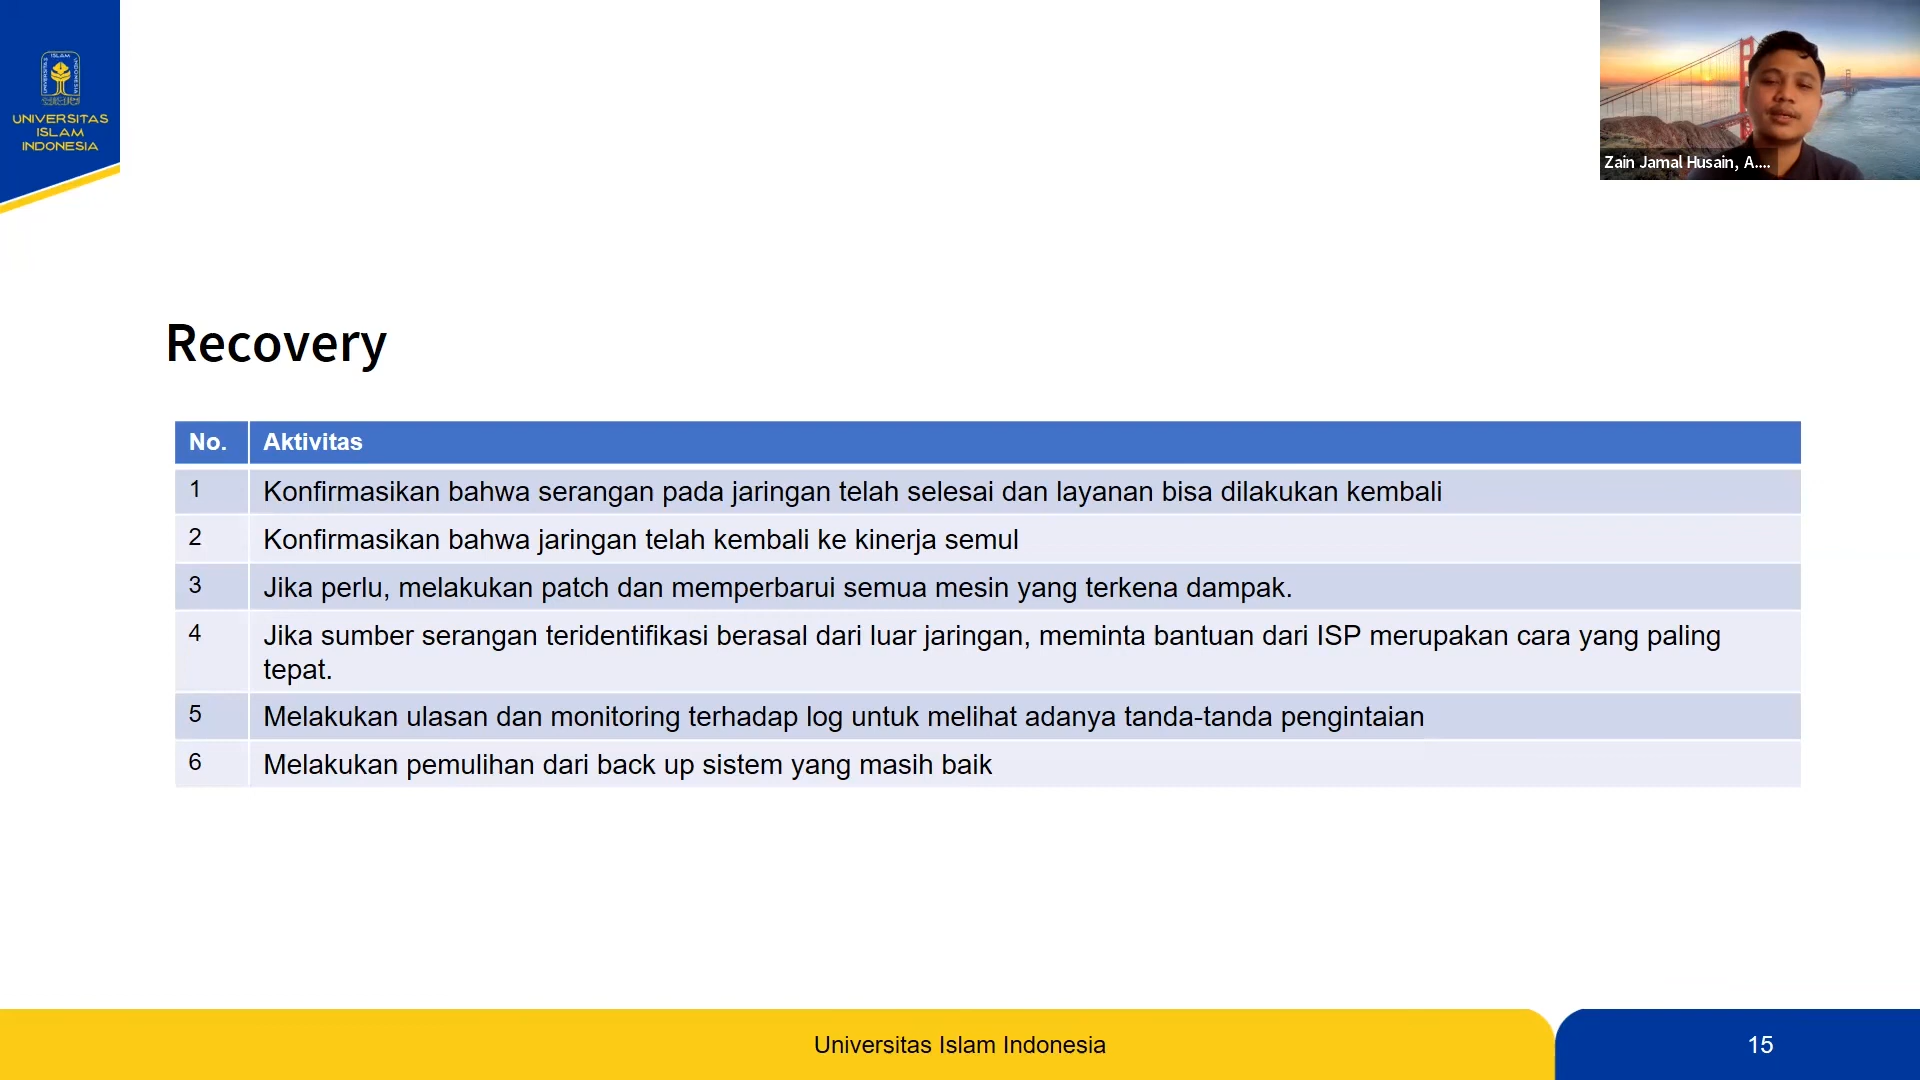 UNIVERSITAS
ISLAM
INDONESIA
Zain Jamal Husain, A....
Recovery
No. Aktivitas
1 Konfirmasikan bahwa serangan pada jaringan telah selesai dan layanan bisa dilakukan kembali
2 Konfirmasikan bahwa jaringan telah kembali ke kinerja semul
3 Jika perlu, melakukan patch dan memperbarui semua mesin yang terkena dampak.
4 Jika sumber serangan teridentifikasi berasal dari luar jaringan, meminta bantuan dari ISP merupakan cara yang paling
tepat.
5 Melakukan ulasan dan monitoring terhadap log untuk melihat adanya tanda-tanda pengintaian
6 Melakukan pemulihan dari back up sistem yang masih baik
Universitas Islam Indonesia
15